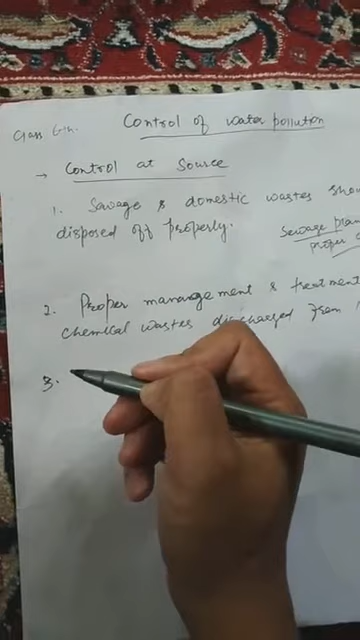 Class 6th.
Control of water pollution
→ Control at Source
1. Sewage & domestic wastes
disposed off properly.
Sewage
proper
2. Proper management & treatment
chemical wastes discharged from
3.